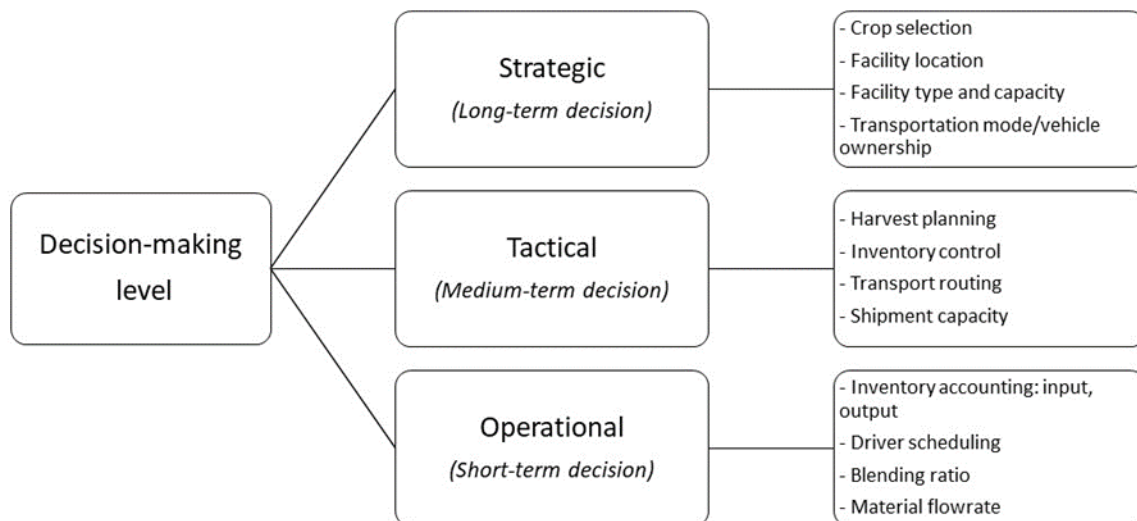 Decision-making
level
Strategic
(Long-term decision)
- Crop selection
- Facility location
- Facility type and capacity
- Transportation mode/vehicle
ownership
Tactical
(Medium-term decision)
- Harvest planning
- Inventory control
- Transport routing
- Shipment capacity
Operational
(Short-term decision)
- Inventory accounting: input,
output
- Driver scheduling
- Blending ratio
- Material flowrate